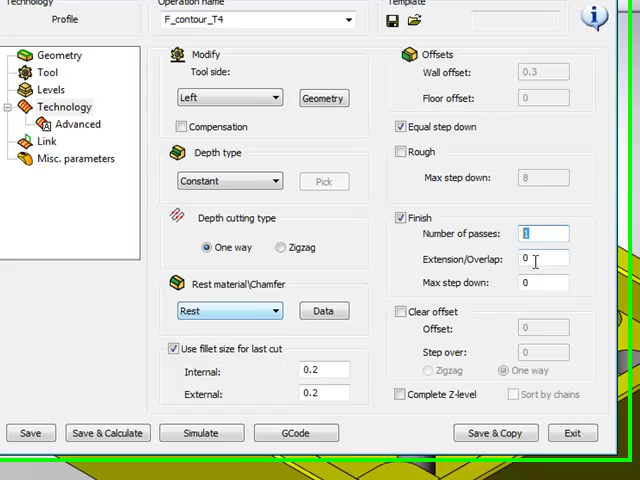 Technology
Operation name
Template
Profile
F_contour_T4
Geometry
Tool
Levels
Technology
Advanced
Link
Misc. parameters
Modify
Tool side:
Left
Geometry
Compensation
Depth type
Constant
Pick
Depth cutting type
One way
Zigzag
Rest material\Chamfer
Rest
Data
Use fillet size for last cut
Internal:
0.2
External:
0.2
Offsets
Wall offset:
0.3
Floor offset:
0
Equal step down
Rough
Max step down:
8
Finish
Number of passes:
1
Extension/Overlap:
0
Max step down:
0
Clear offset
Offset:
0
Step over:
0
Zigzag
One way
Complete Z-level
Sort by chains
Save
Save & Calculate
Simulate
GCode
Save & Copy
Exit